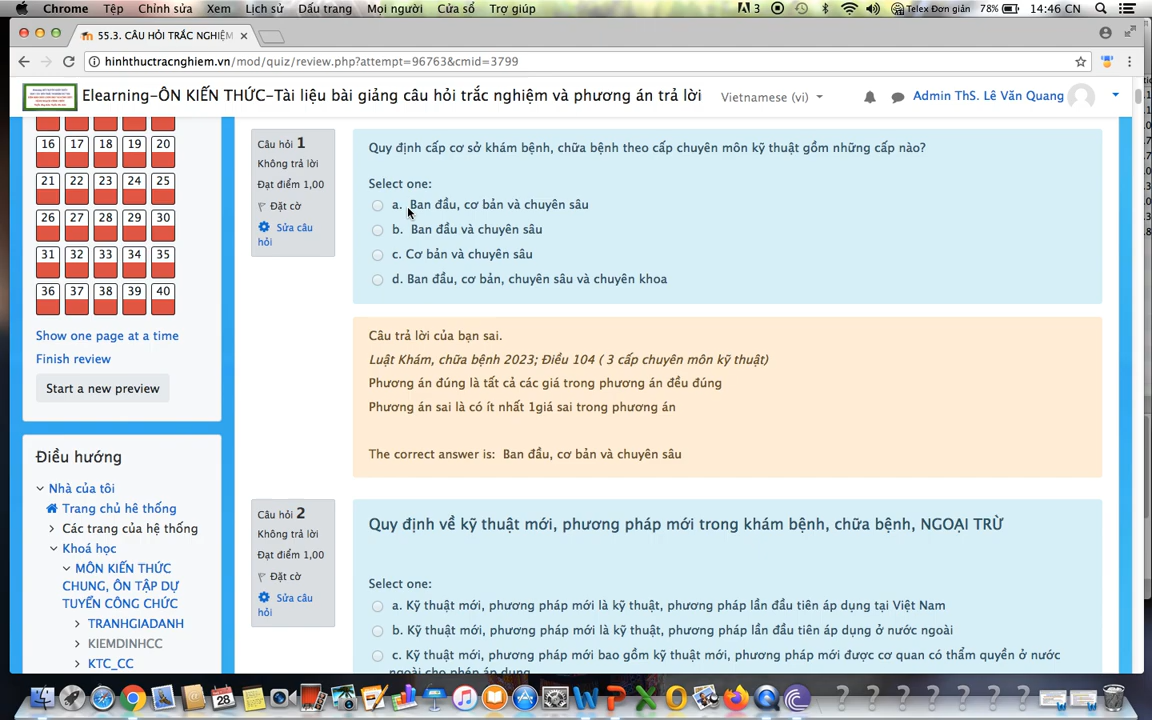 Chrome Tệp Chỉnh sửa Xem Lịch sử Dấu trang Mọi người Cửa sổ Trợ giúp 3 Telex Đơn giản 78% 14:46 CN
55.3. CÂU HỎI TRẮC NGHIỆM
hinhthuctracnghiem.vn/mod/quiz/review.php?attempt=96763&cmid=3799
Elearning-ÔN KIẾN THỨC-Tài liệu bài giảng câu hỏi trắc nghiệm và phương án trả lời
Vietnamese (vi)
Admin ThS. Lê Văn Quang
16 17 18 19 20
21 22 23 24 25
26 27 28 29 30
31 32 33 34 35
36 37 38 39 40
Show one page at a time
Finish review
Start a new preview
Điều hướng
Nhà của tôi
Trang chủ hê thống
Các trang của hệ thống
Khoá học
MÔN KIẾN THỨC
CHUNG, ÔN TẬP DỰ
TUYỂN CÔNG CHỨC
TRANHGIADANH
KIEMDINHCC
KTC_CC
Câu hỏi 1
Không trả lời
Đạt điểm 1,00
Đặt cờ
Sửa câu
hỏi
Quy định cấp cơ sở khám bệnh, chữa bệnh theo cấp chuyên môn kỹ thuật gồm những cấp nào?
Select one:
a. Ban đầu, cơ bản và chuyên sâu
b. Ban đầu và chuyên sâu
c. Cơ bản và chuyên sâu
d. Ban đầu, cơ bản, chuyên sâu và chuyên khoa
Câu trả lời của bạn sai.
Luật Khám, chữa bệnh 2023; Điều 104 ( 3 cấp chuyên môn kỹ thuật)
Phương án đúng là tất cả các giá trong phương án đều đúng
Phương án sai là có ít nhất 1giá sai trong phương án
The correct answer is: Ban đầu, cơ bản và chuyên sâu
Câu hỏi 2
Không trả lời
Đạt điểm 1,00
Đặt cờ
Sửa câu
hỏi
Quy định về kỹ thuật mới, phương pháp mới trong khám bệnh, chữa bệnh, NGOẠI TRỪ
Select one:
a. Kỹ thuật mới, phương pháp mới là kỹ thuật, phương pháp lần đầu tiên áp dụng tại Việt Nam
b. Kỹ thuật mới, phương pháp mới là kỹ thuật, phương pháp lần đầu tiên áp dụng ở nước ngoài
c. Kỹ thuật mới, phương pháp mới bao gồm kỹ thuật mới, phương pháp mới được cơ quan có thẩm quyền ở nước
ngoài cho phép áp dụng